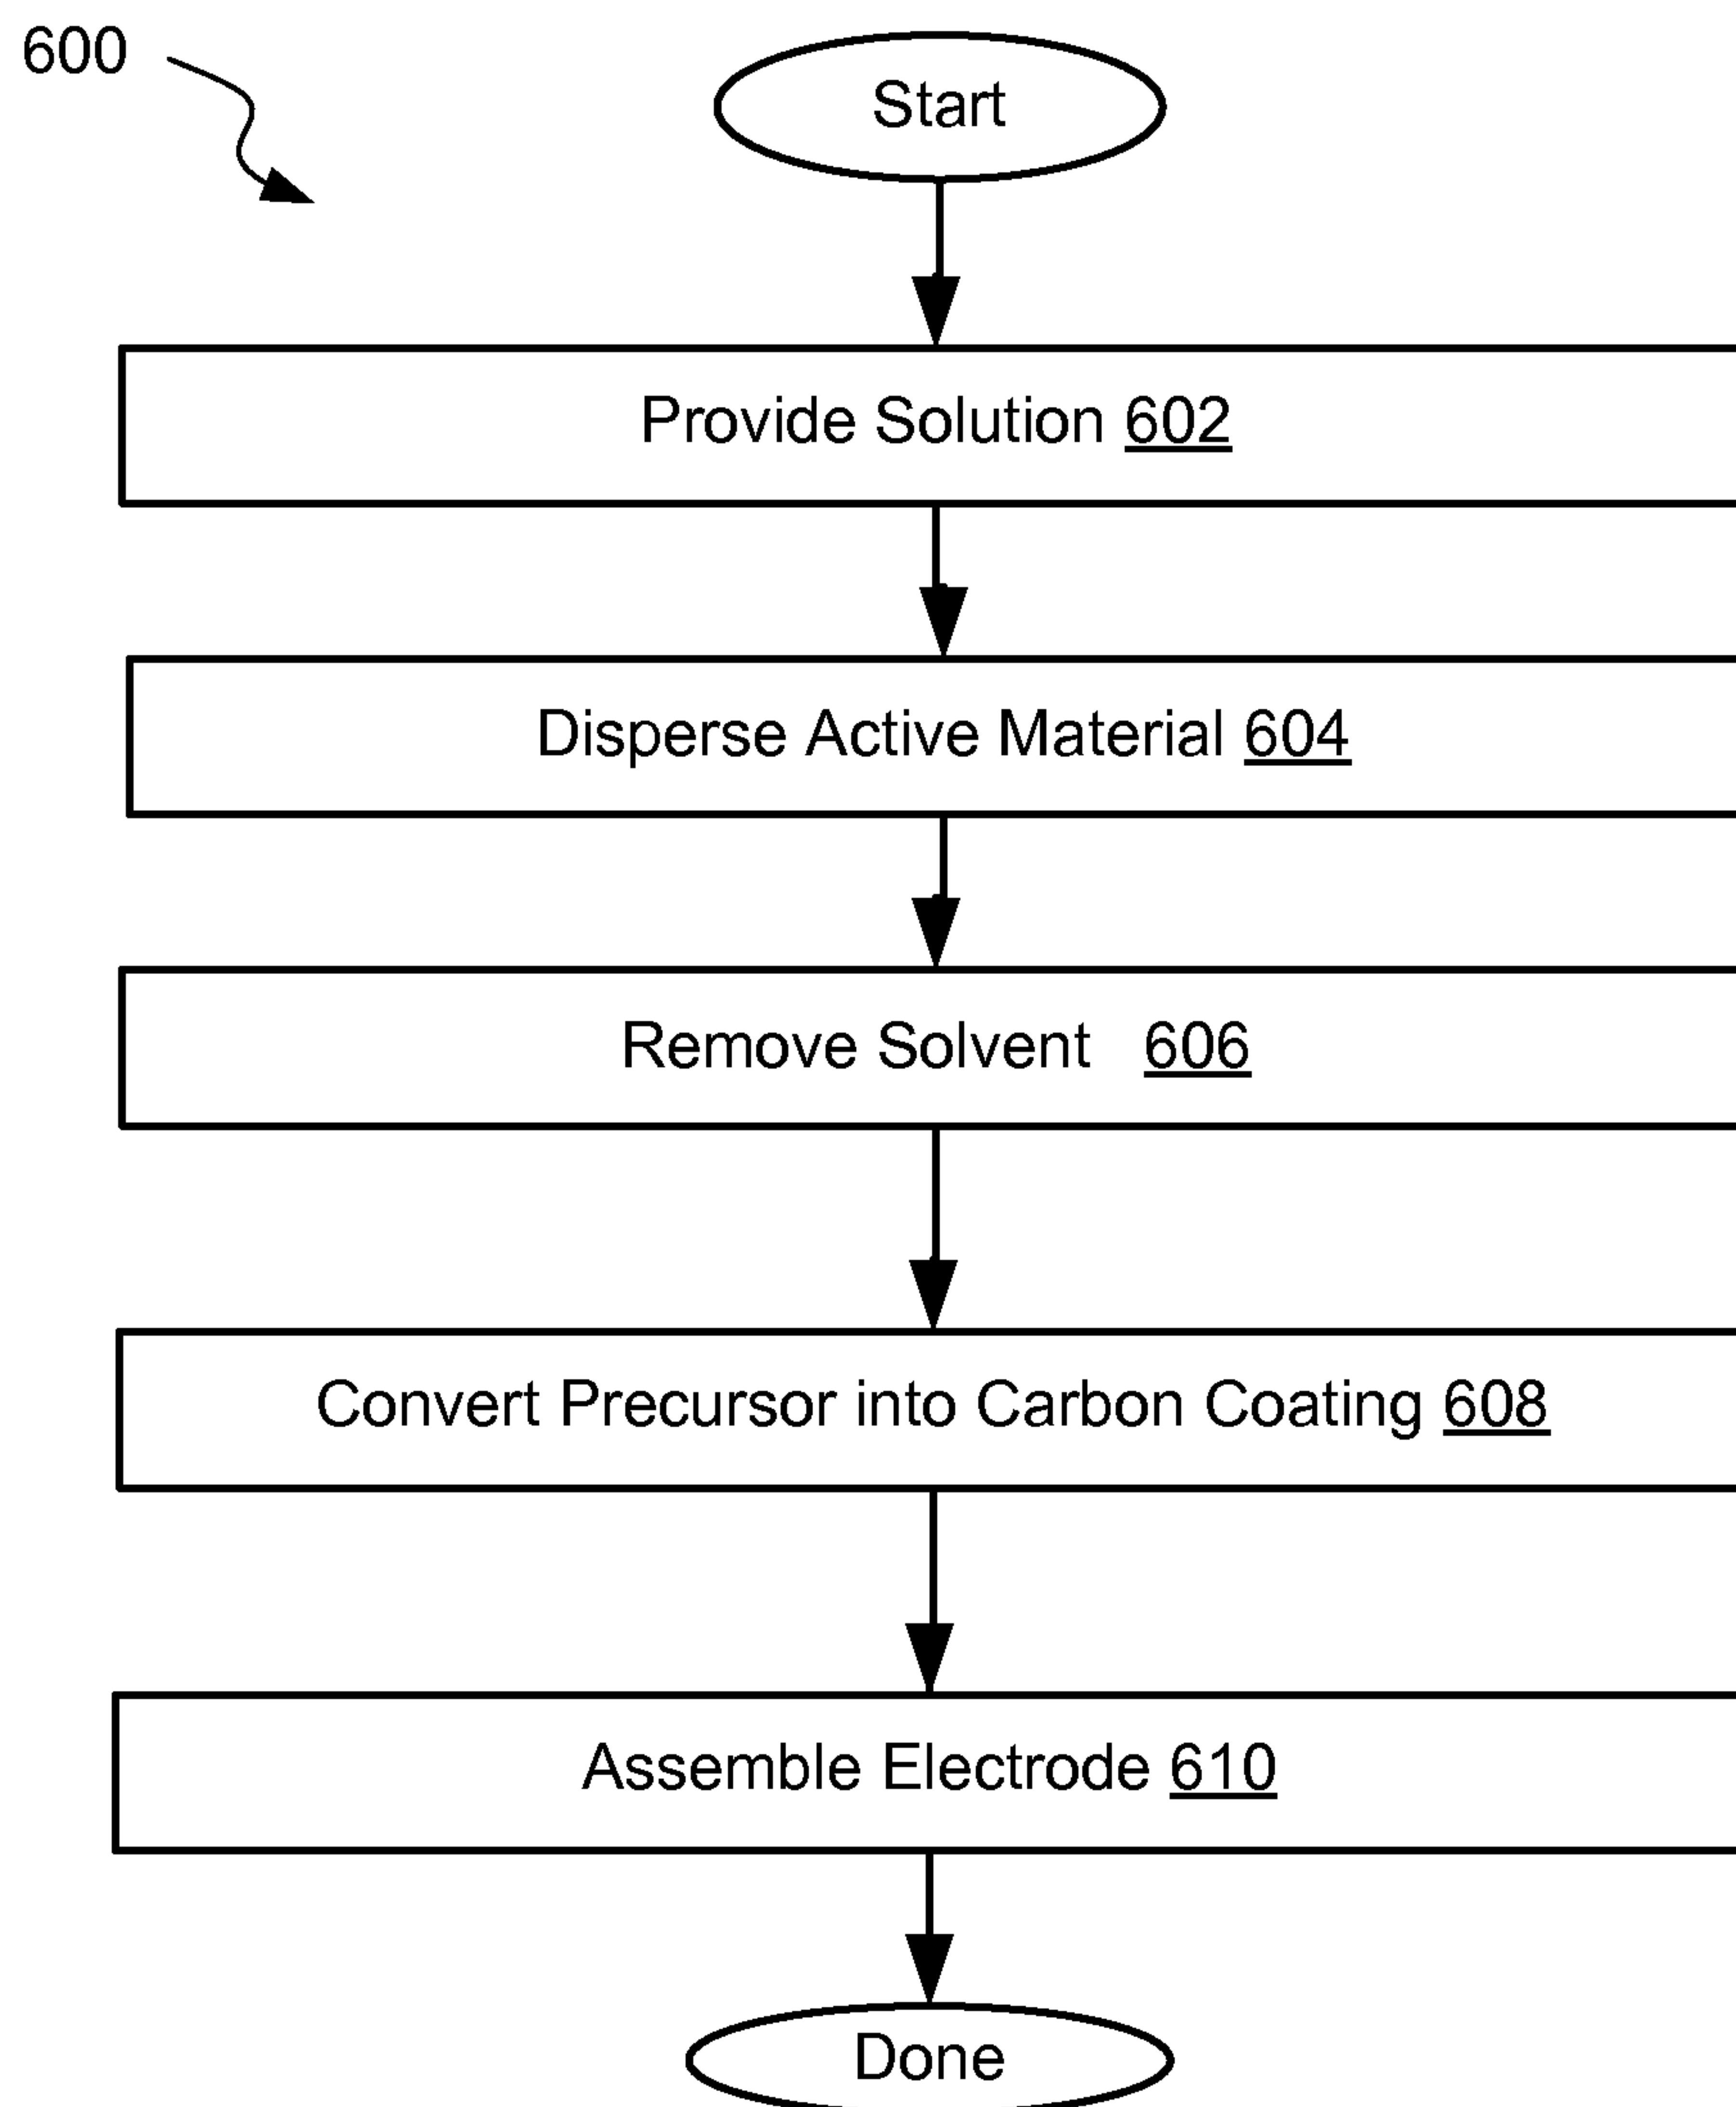 600
Start
Provide Solution 602
Disperse Active Material 604
Remove Solvent 606
Convert Precursor into Carbon Coating 608
Assemble Electrode 610
Done